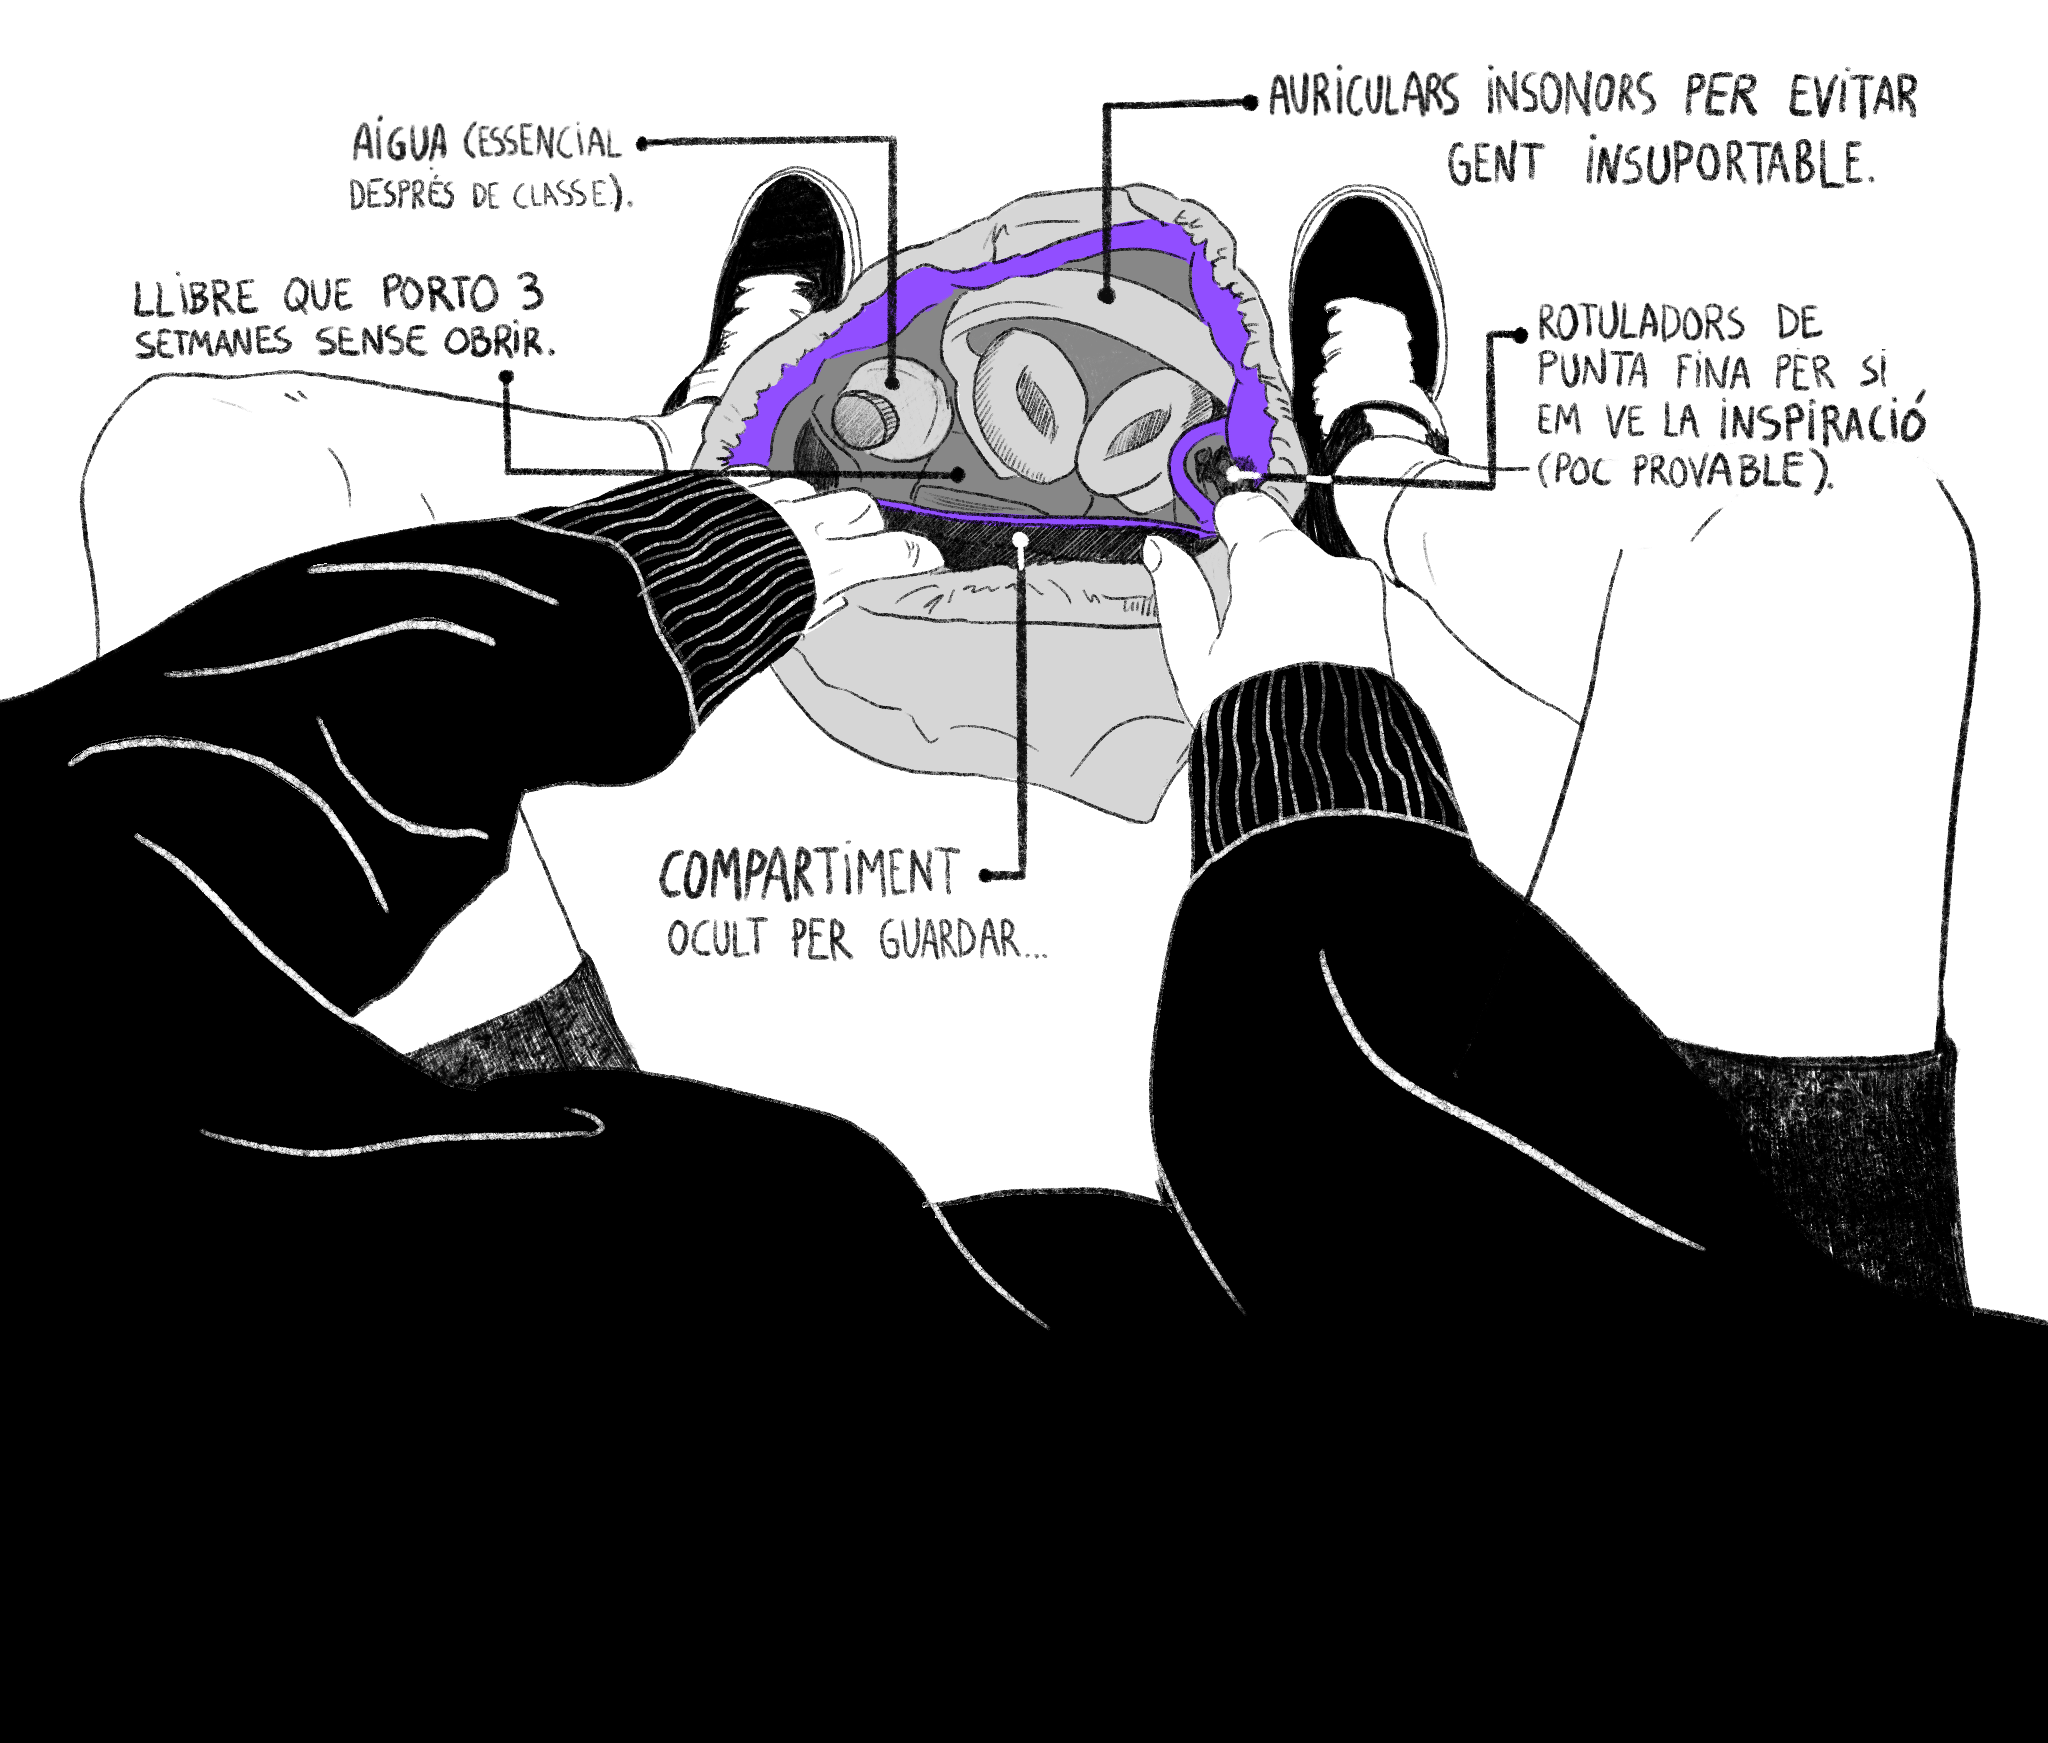 AURICULARS INSONORS PER EVITAR
GENT INSUPORTABLE.
AIGUA (ESSENCIAL
DESPRÉS DE CLASSE).
LLIBRE QUE PORTO 3
SETMANES SENSE OBRIR.
ROTULADORS DE
PUNTA FINA PER SI
EM VE LA INSPIRACIÓ
(POC PROVABLE).
COMPARTIMENT
OCULT PER GUARDAR...